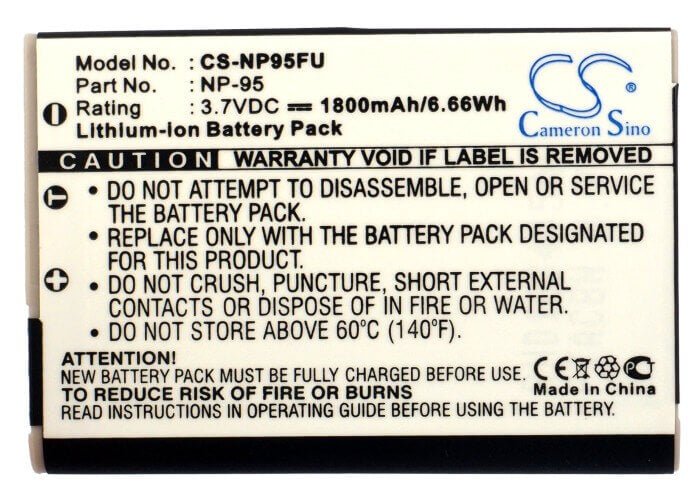 Model No. : CS-NP95FU
Part No. : NP-95
Rating : 3.7VDC ⎓ 1800mAh/6.66Wh
Lithium-Ion Battery Pack
CS
Cameron Sino
CAUTION WARRANTY VOID IF LABEL IS REMOVED
• DO NOT ATTEMPT TO DISASSEMBLE, OPEN OR SERVICE
THE BATTERY PACK.
• REPLACE ONLY WITH THE CORRECT BATTERY PACK DESIGNED
FOR THIS PRODUCT.
• DO NOT CRUSH, PUNCTURE, SHORT EXTERNAL
CONTACTS OR DISPOSE OF IN FIRE OR WATER.
• DO NOT STORE ABOVE 60°C (140°F).
ATTENTION:
NEW BATTERY PACK MUST BE FULLY CHARGED BEFORE USE
TO REDUCE RISK OF FIRE OR BURNS
READ INSTRUCTIONS IN OPERATING GUIDE BEFORE USING THE BATTERY.
CE
Made In China